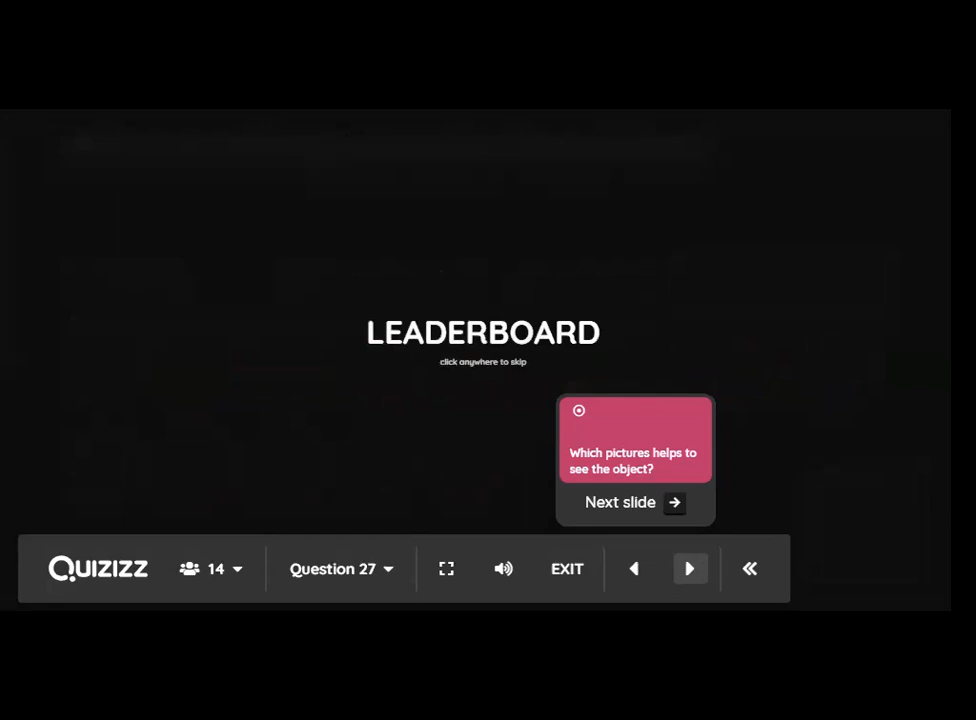 LEADERBOARD
click anywhere to skip
Which pictures helps to
see the object?
Next slide
QUIZIZZ
14
Question 27
EXIT